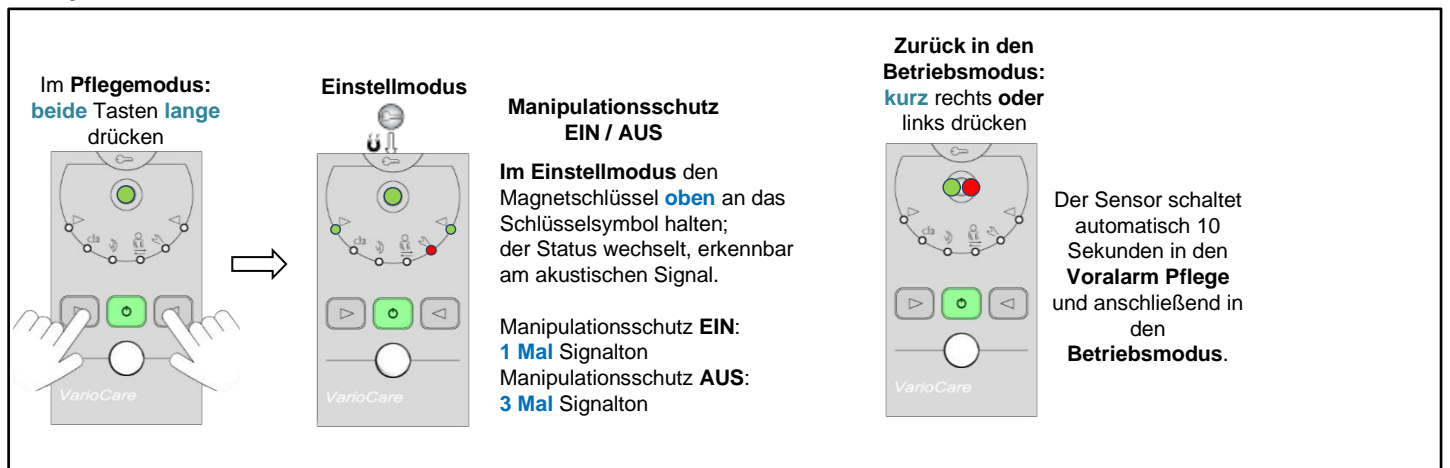 Im Pflegemodus:
beide Tasten lange
drücken
VarioCare
Einstellmodus
VarioCare
Manipulationsschutz
EIN / AUS
Im Einstellmodus den
Magnetschlüssel oben an das
Schlüsselsymbol halten;
der Status wechselt, erkennbar
am akustischen Signal.
Manipulationsschutz EIN:
1 Mal Signalton
Manipulationsschutz AUS:
3 Mal Signalton
Zurück in den
Betriebsmodus:
kurz rechts oder
links drücken
VarioCare
Der Sensor schaltet
automatisch 10
Sekunden in den
Voralarm Pflege
und anschließend in
den
Betriebsmodus.